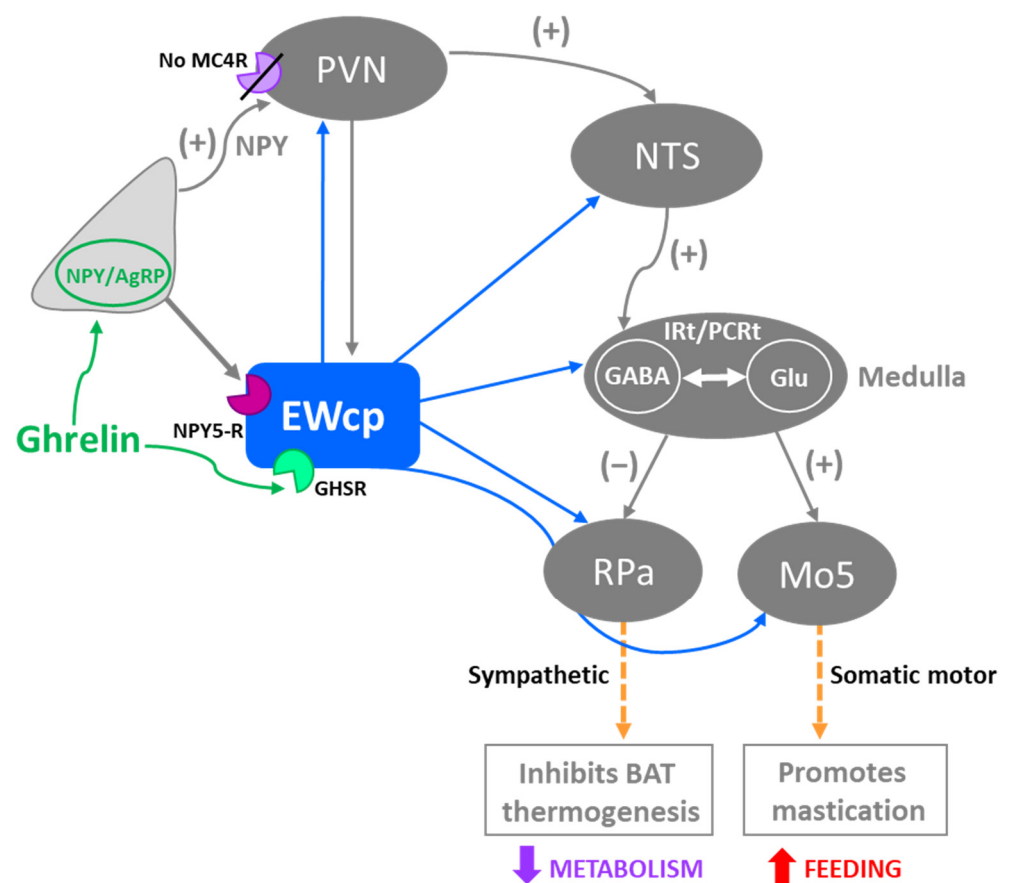 (+)
No MC4R
PVN
(+)
NPY
NTS
NPY/AgRP
(+)
IRt/PCRt
GABA
Glu
Medulla
EWcp
NPY5-R
Ghrelin
GHSR
(−)
(+)
RPa
Mo5
Sympathetic
Somatic motor
Inhibits BAT
thermogenesis
Promotes
mastication
METABOLISM
FEEDING